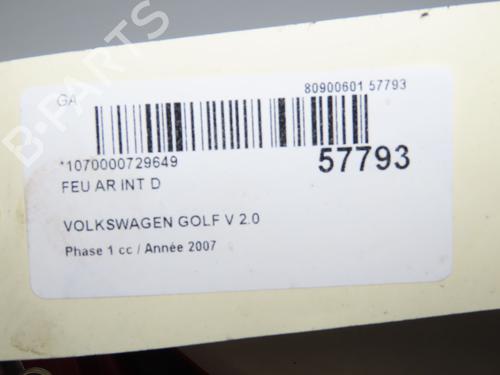 GA
80900601 57793
*1070000729649
57793
FEU AR INT D
VOLKSWAGEN GOLF V 2.0
Phase 1 cc / Année 2007
B-PARTS